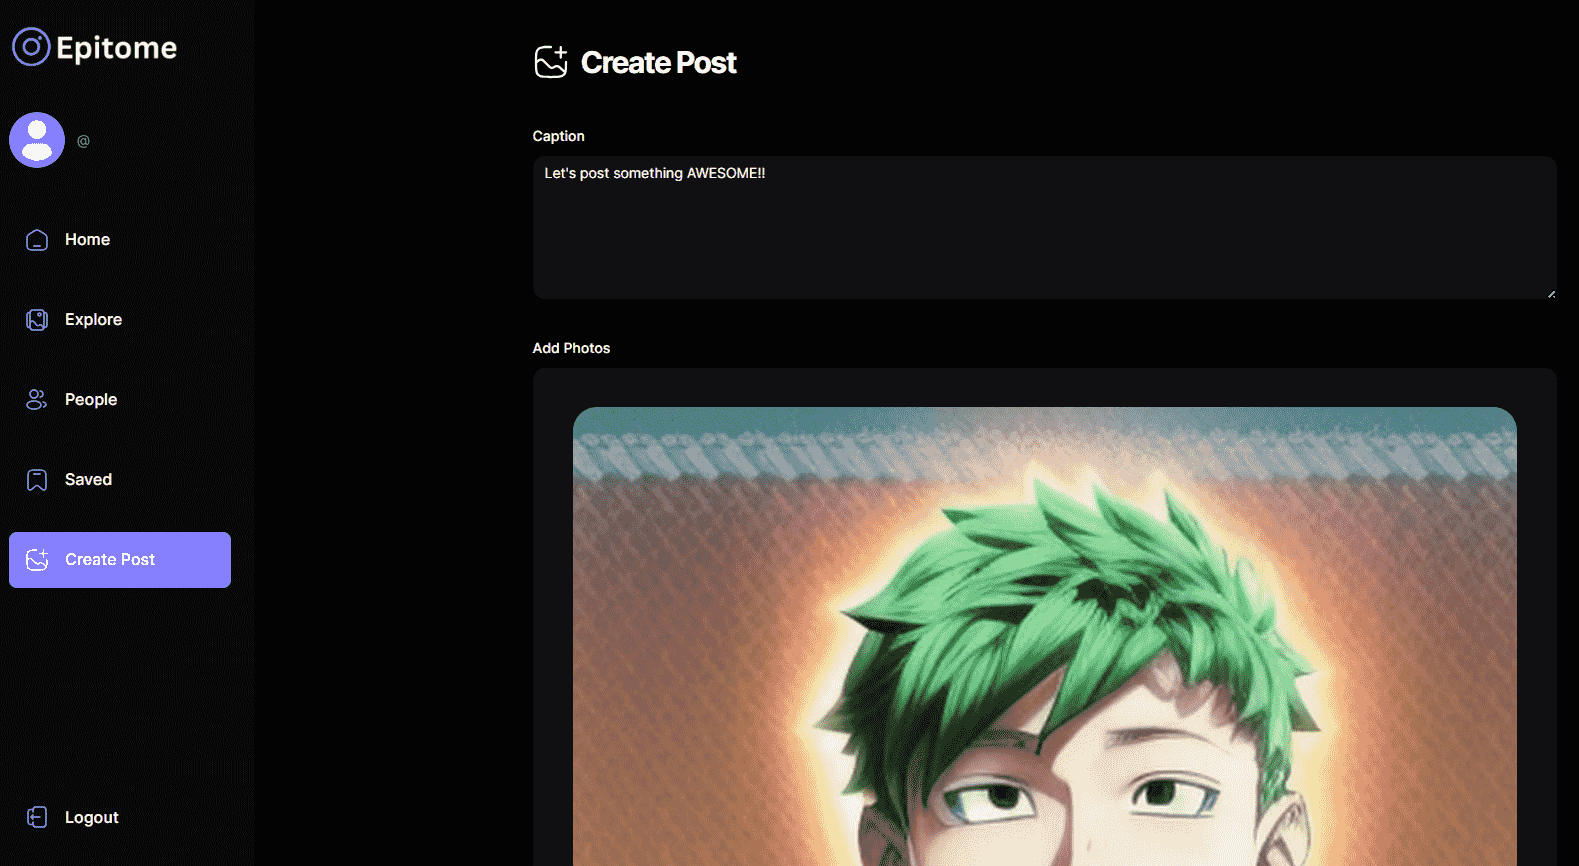 Epitome
@
Home
Explore
People
Saved
Create Post
Logout
Create Post
Caption
Let's post something AWESOME!!
Add Photos